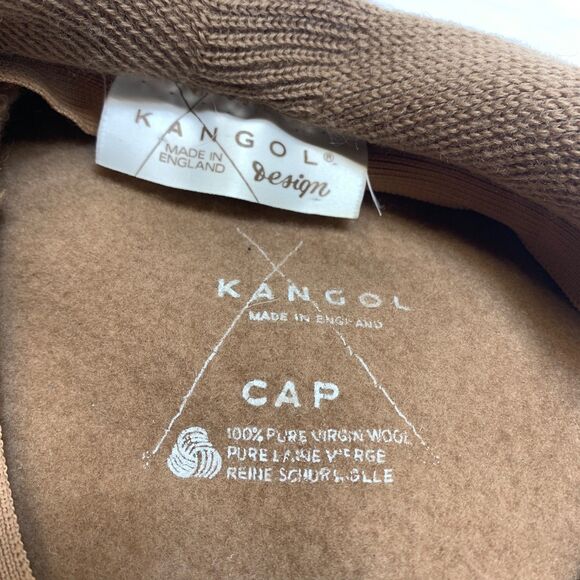 KANGOL®
MADE IN
ENGLAND
Design
KANGOL
MADE IN ENGLAND
CAP
100% PURE VIRGIN WOOL
PURE LAINE VIERGE
REINE SCHURWOLLE